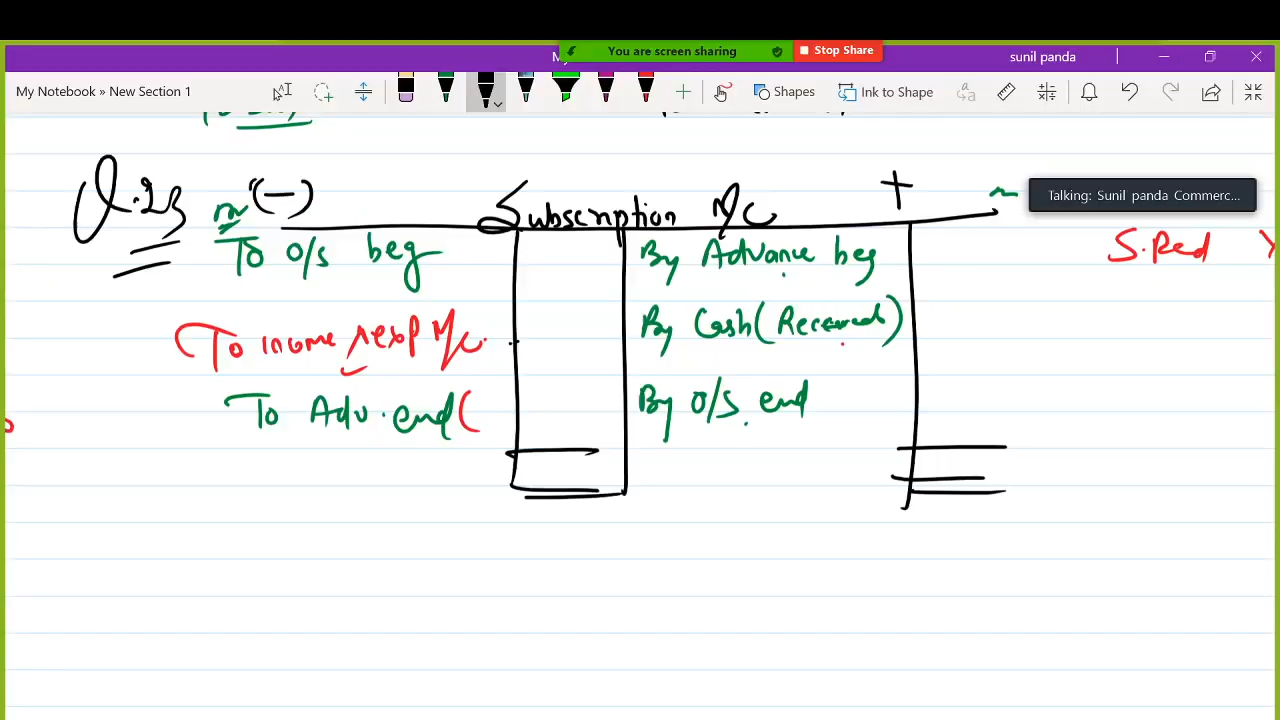 You are screen sharing
Stop Share
My
sunil panda
My Notebook » New Section 1
Shapes
Ink to Shape
Talking: Sunil panda Commerc...
Q.23
(-)
Subscription A/C
+
To O/s beg
By Advance beg
S.Red
To income & exp A/C.
By Cash (Received)
To Adv. end (
By O/S. end